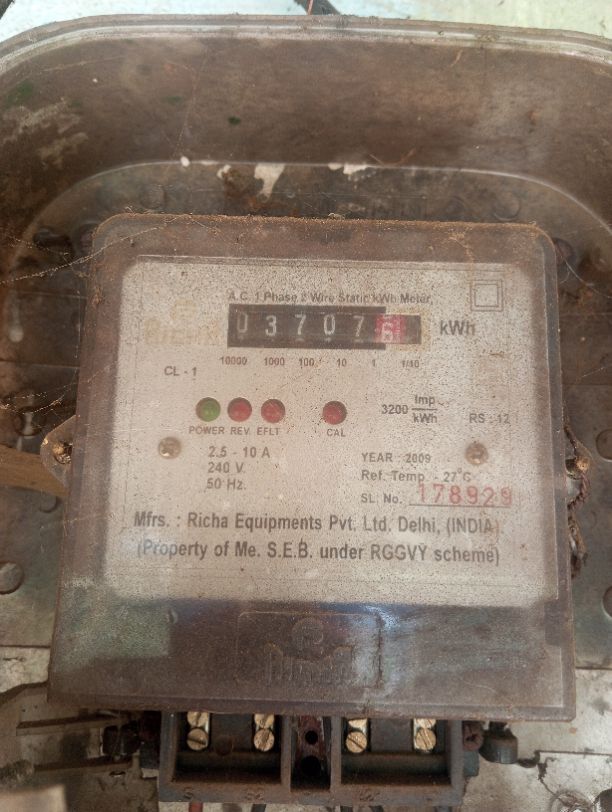 A.C. 1 Phase 2 Wire Static kWh Meter,
03707 6 kWh
10000 1000 100 10 1 1/10
CL - 1
3200 Imp/kWh
RS : 12
POWER REV. EFLT CAL
2.5 - 10 A
240 V.
50 Hz.
YEAR : 2009
Ref. Temp. - 27°C
SL. No. 178929
Mfrs. : Richa Equipments Pvt. Ltd. Delhi, (INDIA)
(Property of Me. S.E.B. under RGGVY scheme)